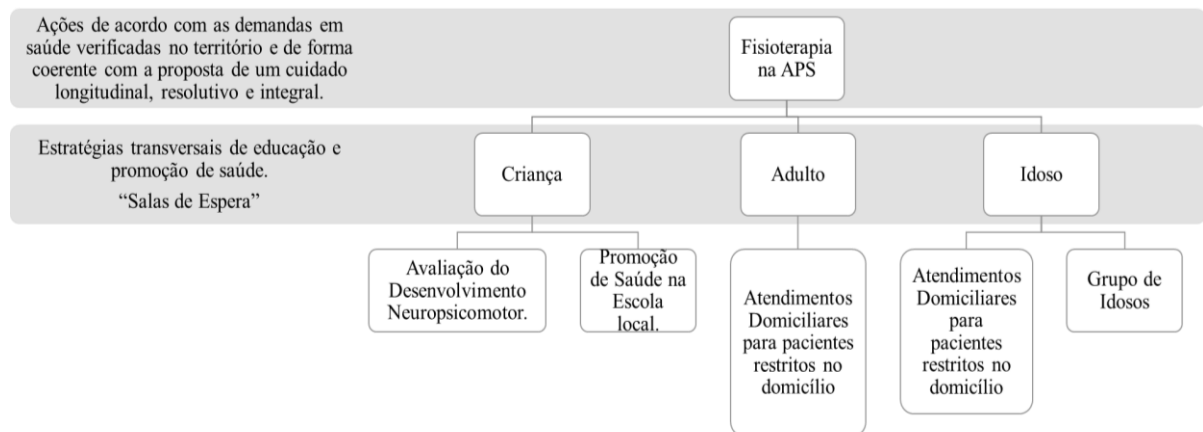 Ações de acordo com as demandas em
saúde verificadas no território e de forma
coerente com a proposta de um cuidado
longitudinal, resolutivo e integral.
Fisioterapia
na APS
Estratégias transversais de educação e
promoção de saúde.
“Salas de Espera”
Criança
Adulto
Idoso
Avaliação do
Desenvolvimento
Neuropsicomotor.
Promoção
de Saúde na
Escola
local.
Atendimentos
Domiciliares
para pacientes
restritos no
domicílio
Atendimentos
Domiciliares
para
pacientes
restritos no
domicílio
Grupo de
Idosos